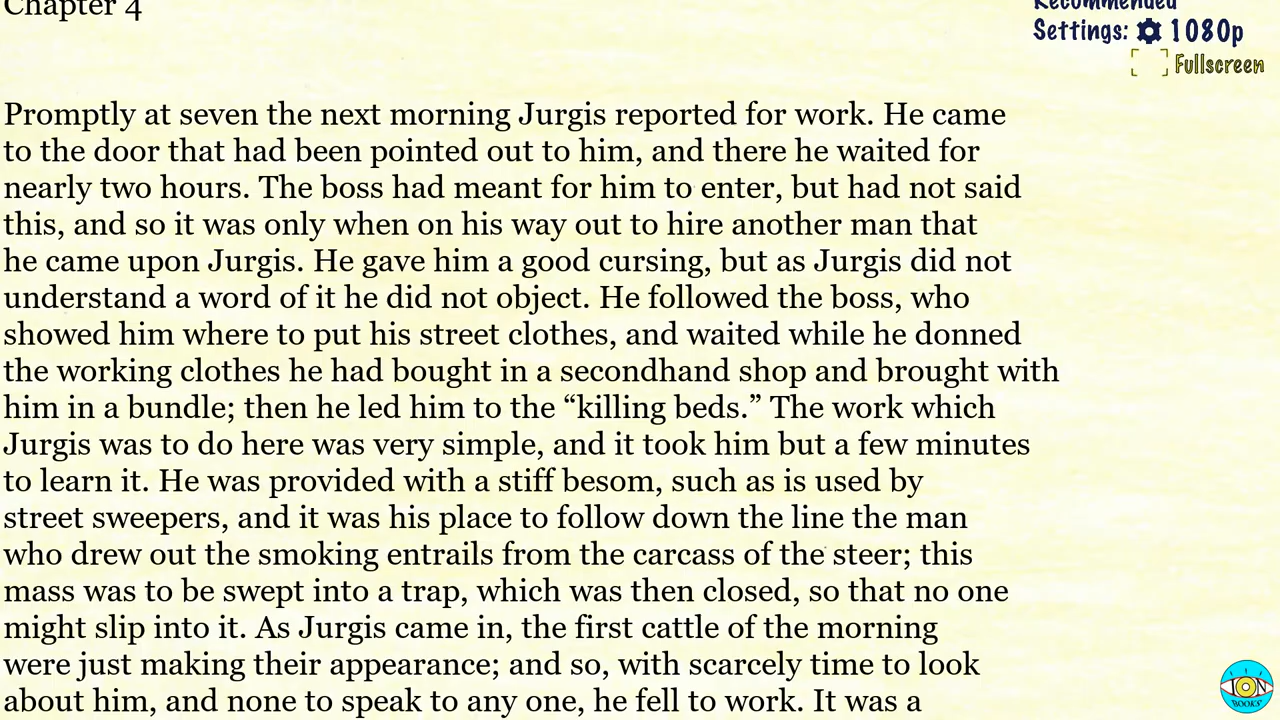 Chapter 4
Recommended
Settings: 1080p
Fullscreen
Promptly at seven the next morning Jurgis reported for work. He came
to the door that had been pointed out to him, and there he waited for
nearly two hours. The boss had meant for him to enter, but had not said
this, and so it was only when on his way out to hire another man that
he came upon Jurgis. He gave him a good cursing, but as Jurgis did not
understand a word of it he did not object. He followed the boss, who
showed him where to put his street clothes, and waited while he donned
the working clothes he had bought in a secondhand shop and brought with
him in a bundle; then he led him to the “killing beds.” The work which
Jurgis was to do here was very simple, and it took him but a few minutes
to learn it. He was provided with a stiff besom, such as is used by
street sweepers, and it was his place to follow down the line the man
who drew out the smoking entrails from the carcass of the steer; this
mass was to be swept into a trap, which was then closed, so that no one
might slip into it. As Jurgis came in, the first cattle of the morning
were just making their appearance; and so, with scarcely time to look
about him, and none to speak to any one, he fell to work. It was a
ION
BOOKS